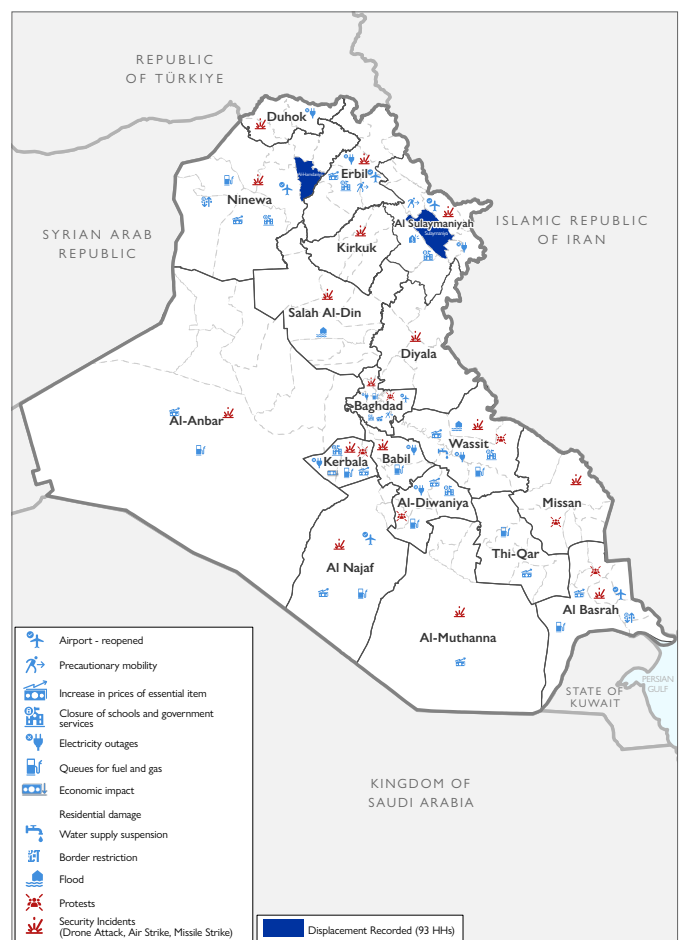 REPUBLIC
OF TÜRKIYE
Duhok
Al-Hamdaniya
Erbil
Ninewa
ISLAMIC REPUBLIC
OF IRAN
SYRIAN ARAB
REPUBLIC
Al Sulaymaniyah
Sulaymaniya
Kirkuk
Salah Al-Din
Diyala
Baghdad
Al-Anbar
Wassit
Kerbala
Babil
Al-Diwaniya
Missan
Thi-Qar
Al Najaf
Al Basrah
Al-Muthanna
PERSIAN
GULF
STATE OF
KUWAIT
KINGDOM OF
SAUDI ARABIA
Airport - reopened
Precautionary mobility
Increase in prices of essential item
Closure of schools and government
services
Electricity outages
Queues for fuel and gas
Economic impact
Residential damage
Water supply suspension
Border restriction
Flood
Protests
Security Incidents
(Drone Attack, Air Strike, Missile Strike)
Displacement Recorded (93 HHs)